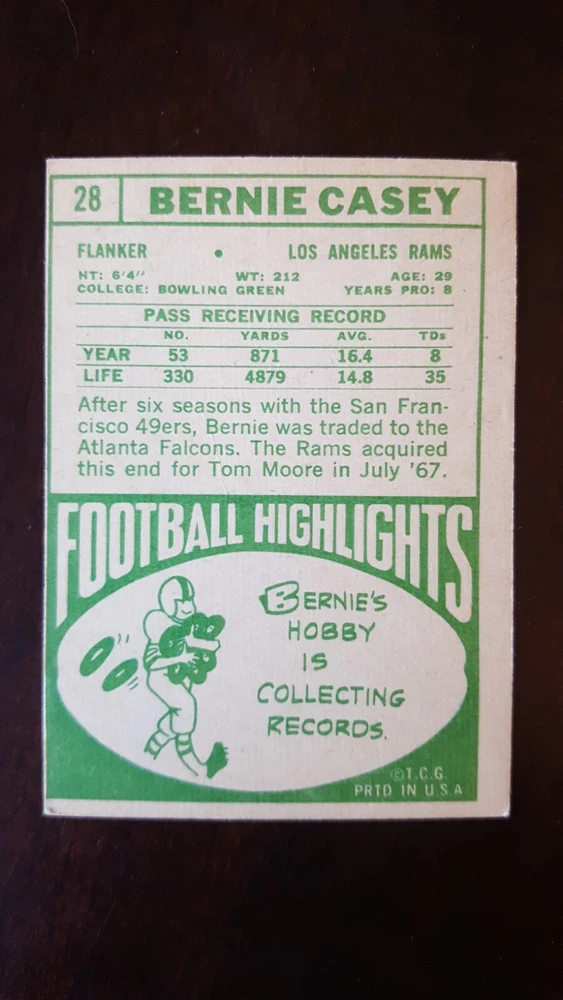 28 BERNIE CASEY
FLANKER • LOS ANGELES RAMS
HT: 6'4" WT: 212 AGE: 29
COLLEGE: BOWLING GREEN YEARS PRO: 8
PASS RECEIVING RECORD
NO. YARDS AVG. TDs
YEAR 53 871 16.4 8
LIFE 330 4879 14.8 35
After six seasons with the San Fran-
cisco 49ers, Bernie was traded to the
Atlanta Falcons. The Rams acquired
this end for Tom Moore in July '67.
FOOTBALL HIGHLIGHTS
BERNIE'S
HOBBY
IS
COLLECTING
RECORDS.
©T.C.G.
PRTD IN U.S.A